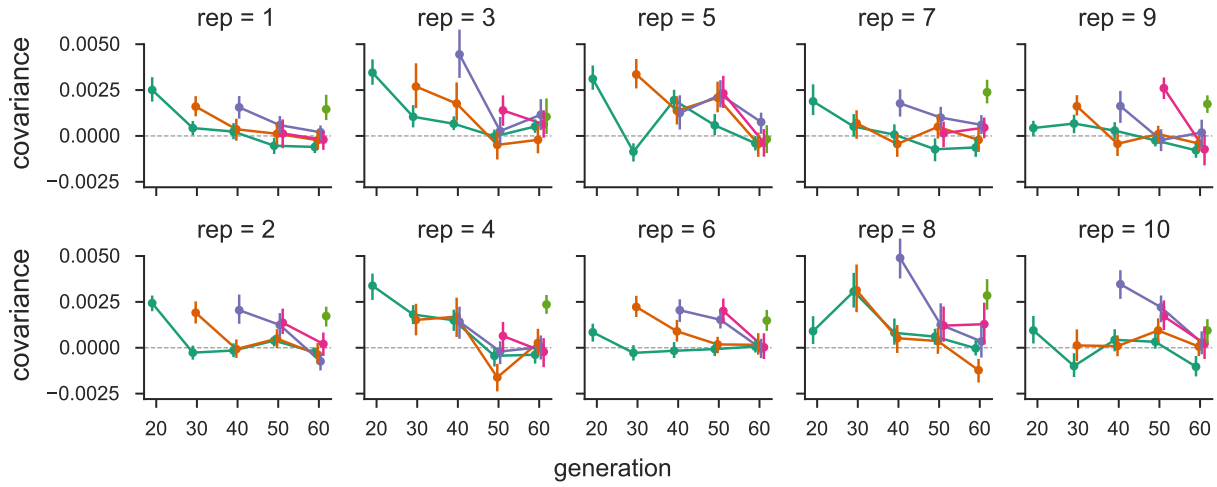 rep = 1
rep = 3
rep = 5
rep = 7
rep = 9
covariance
0.0050
0.0025
0.0000
−0.0025
rep = 2
rep = 4
rep = 6
rep = 8
rep = 10
covariance
0.0050
0.0025
0.0000
−0.0025
20 30 40 50 60 20 30 40 50 60 20 30 40 50 60 20 30 40 50 60 20 30 40 50 60
generation